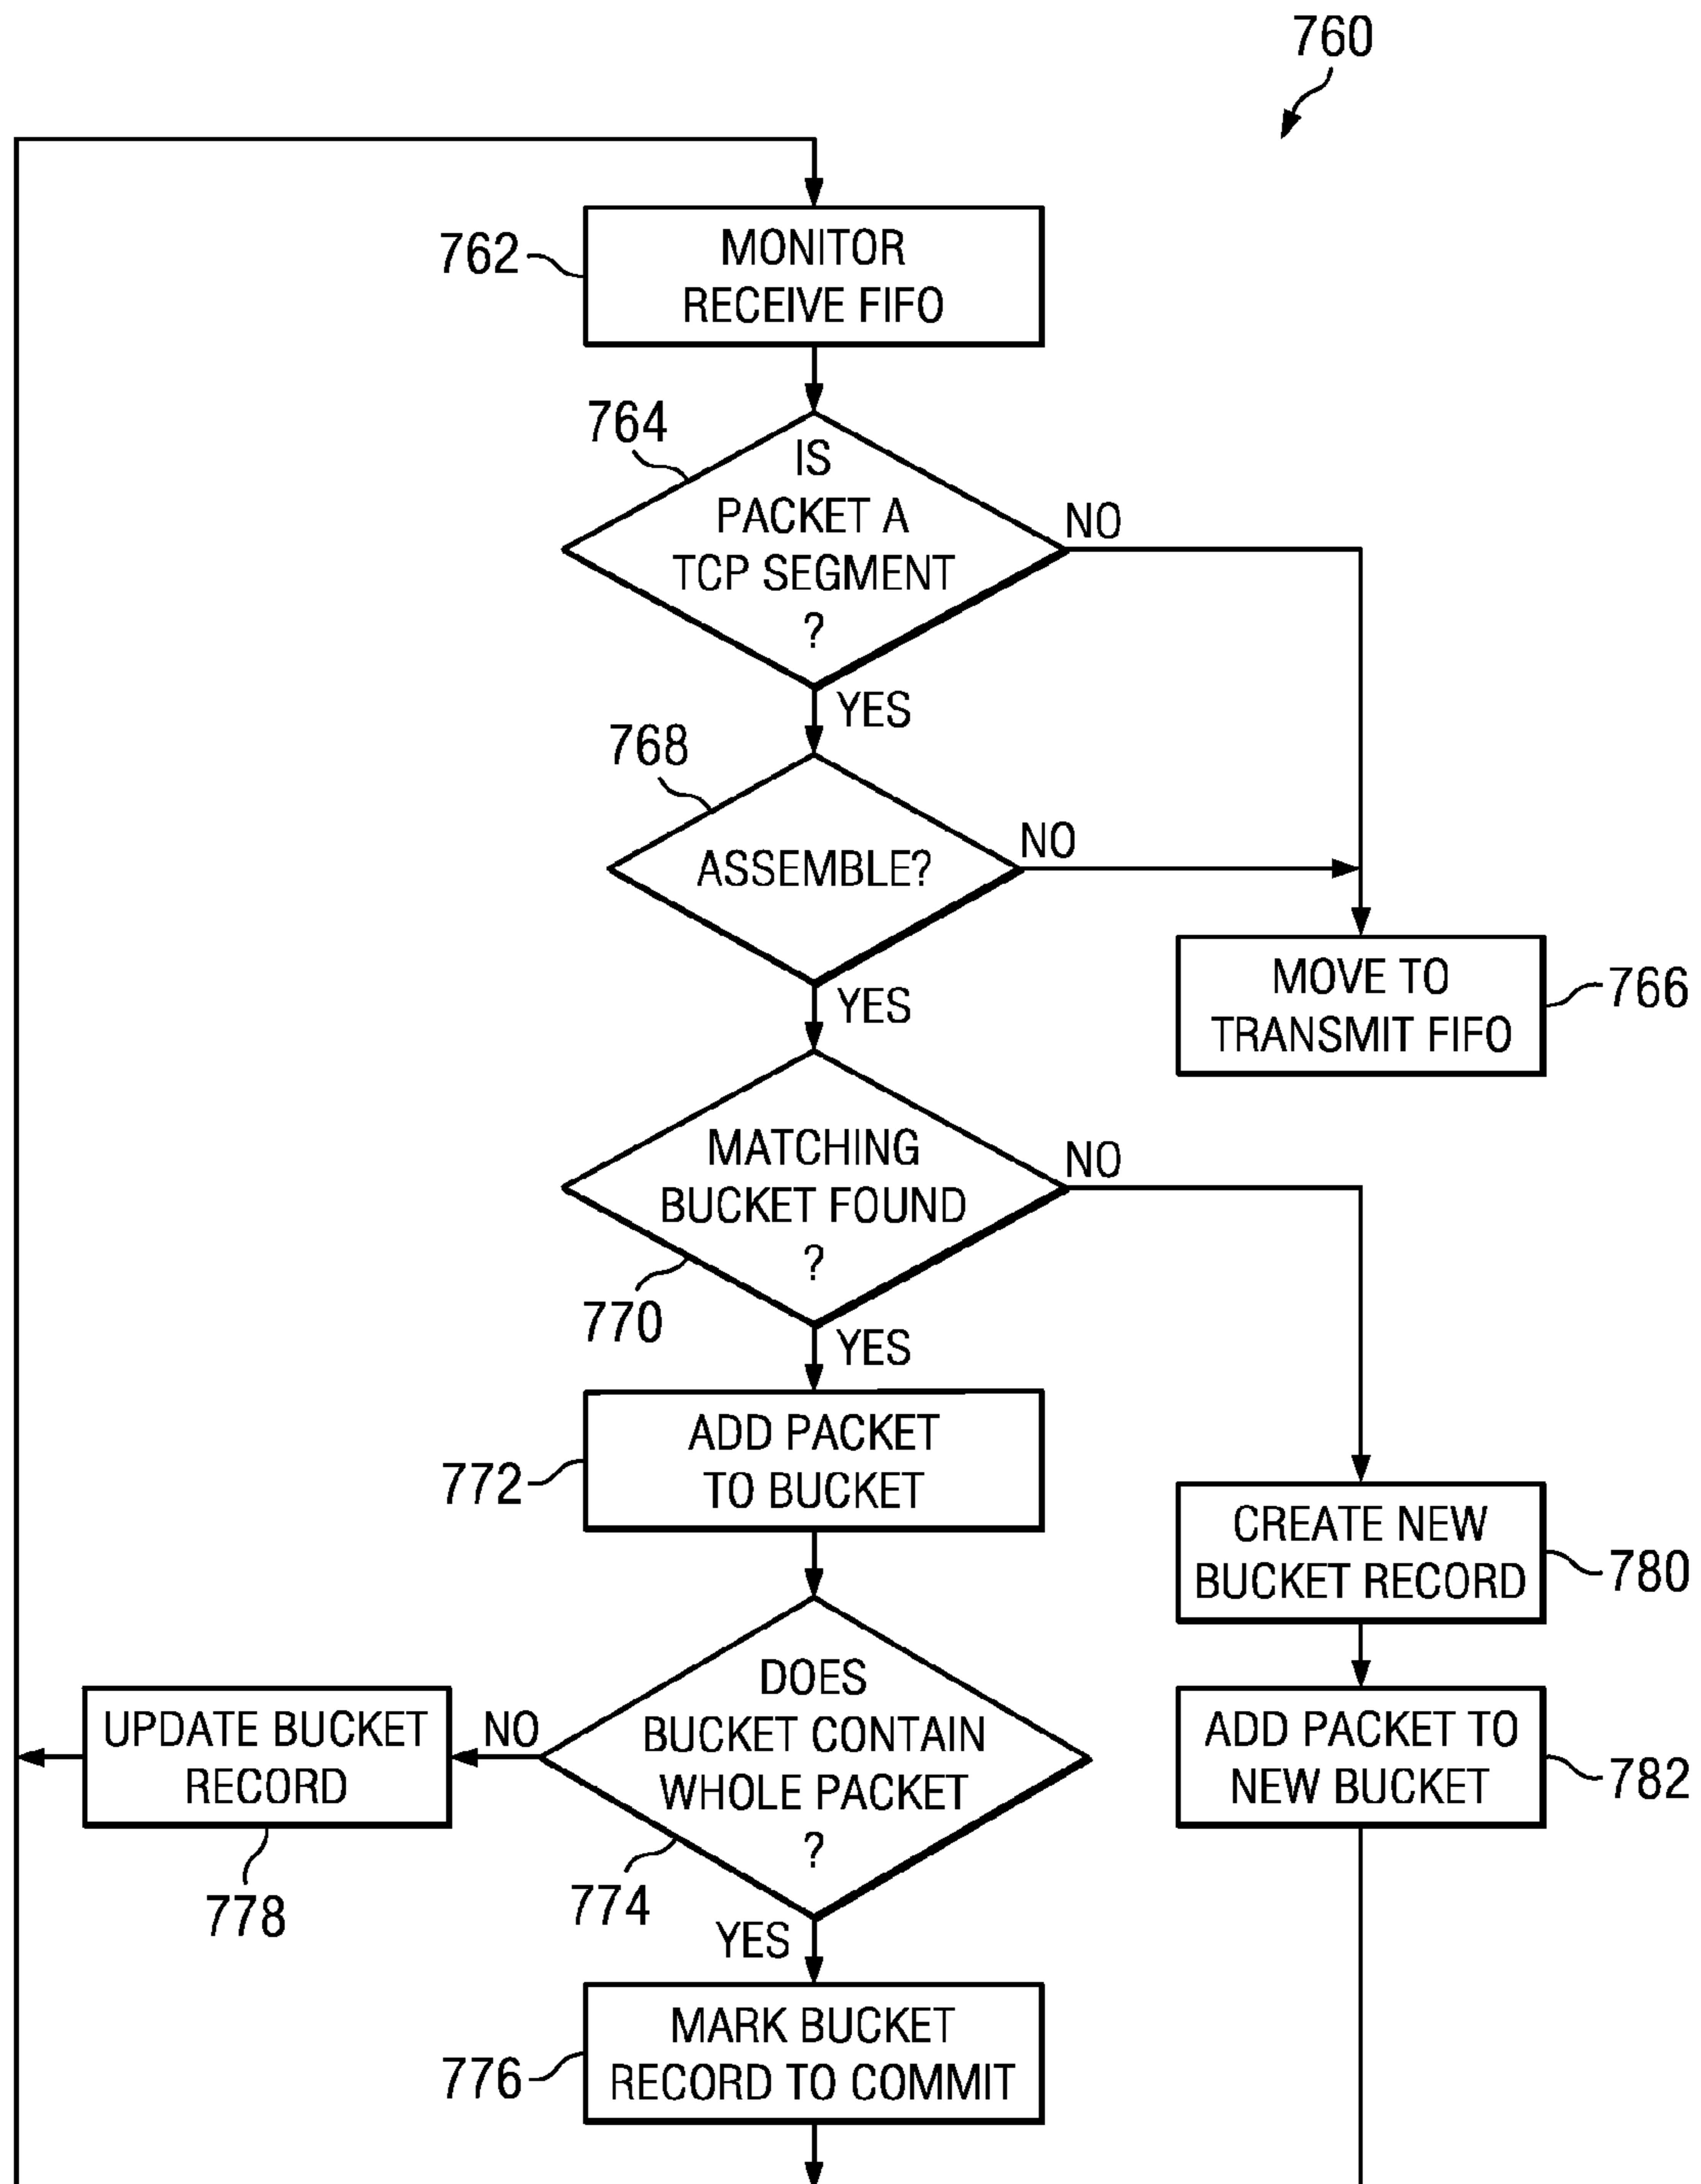 760
762
MONITOR
RECEIVE FIFO
764
IS
PACKET A
TCP SEGMENT
?
NO
YES
768
ASSEMBLE?
NO
YES
MOVE TO
TRANSMIT FIFO
766
MATCHING
BUCKET FOUND
?
NO
770
YES
772
ADD PACKET
TO BUCKET
CREATE NEW
BUCKET RECORD
780
DOES
BUCKET CONTAIN
WHOLE PACKET
?
NO
UPDATE BUCKET
RECORD
778
774
ADD PACKET TO
NEW BUCKET
782
YES
776
MARK BUCKET
RECORD TO COMMIT